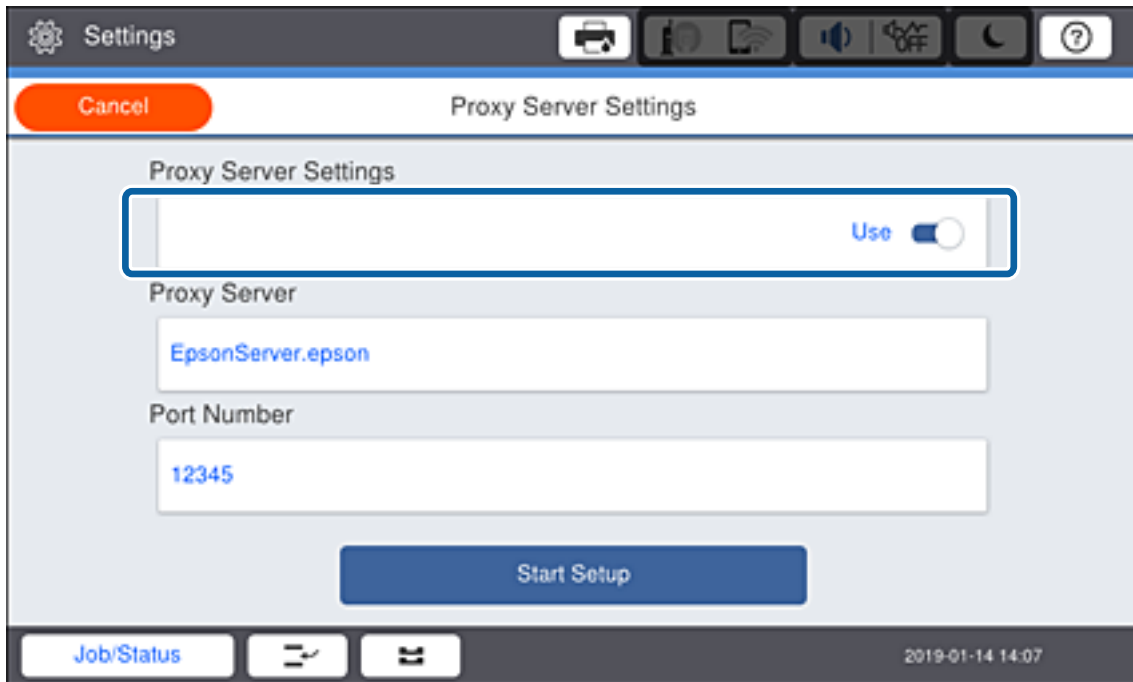 Settings
OFF
?
Cancel
Proxy Server Settings
Proxy Server Settings
Use
Proxy Server
EpsonServer.epson
Port Number
12345
Start Setup
Job/Status
2019-01-14 14:07